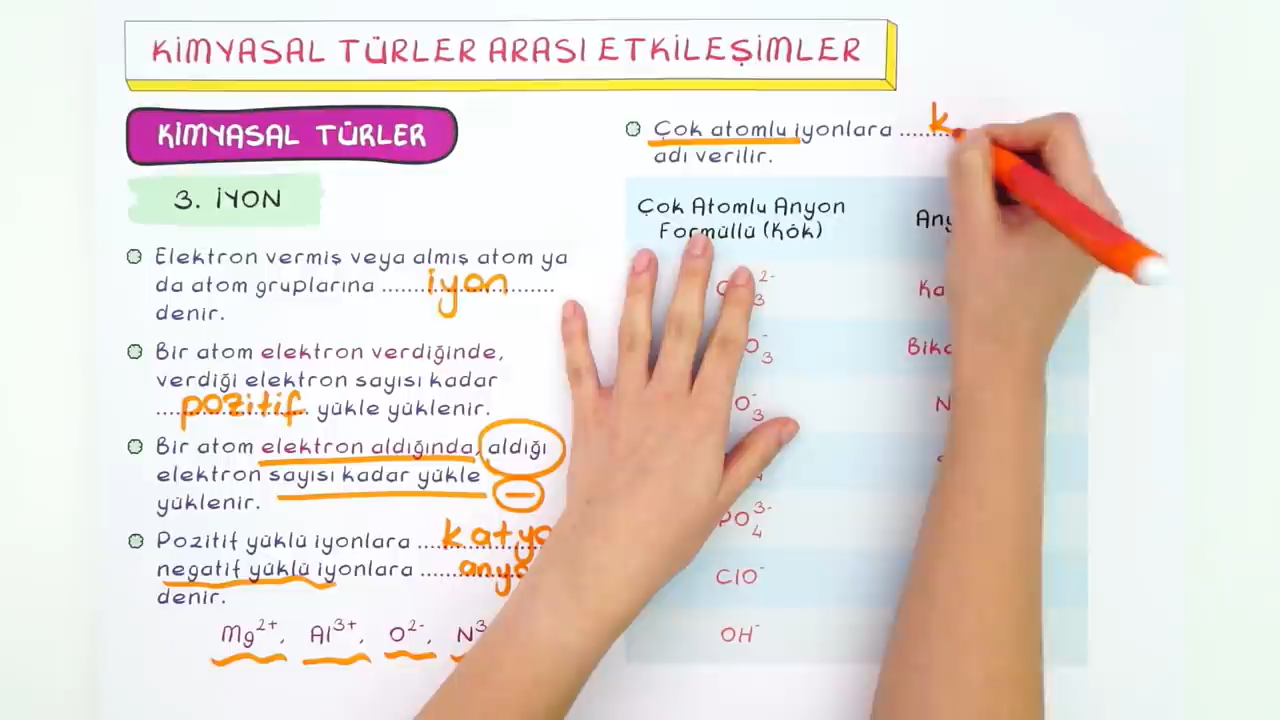 KİMYASAL TÜRLER ARASI ETKİLEŞİMLER
KİMYASAL TÜRLER
3. İYON
Elektron vermiş veya almış atom ya
da atom gruplarına ...... iyon ......
denir.
Bir atom elektron verdiğinde,
verdiği elektron sayısı kadar
... pozitif . yükle yüklenir.
Bir atom elektron aldığında, aldığı
elektron sayısı kadar yükle –
yüklenir.
Pozitif yüklü iyonlara ...
negatif yüklü iyonlara ...
denir.
Mg2+, Al3+, O2-,
Çok atomlu iyonlara ...... k
adı verilir.
Çok Atomlu Anyon
Formüllü (Kök)
PO43-
ClO-
OH-